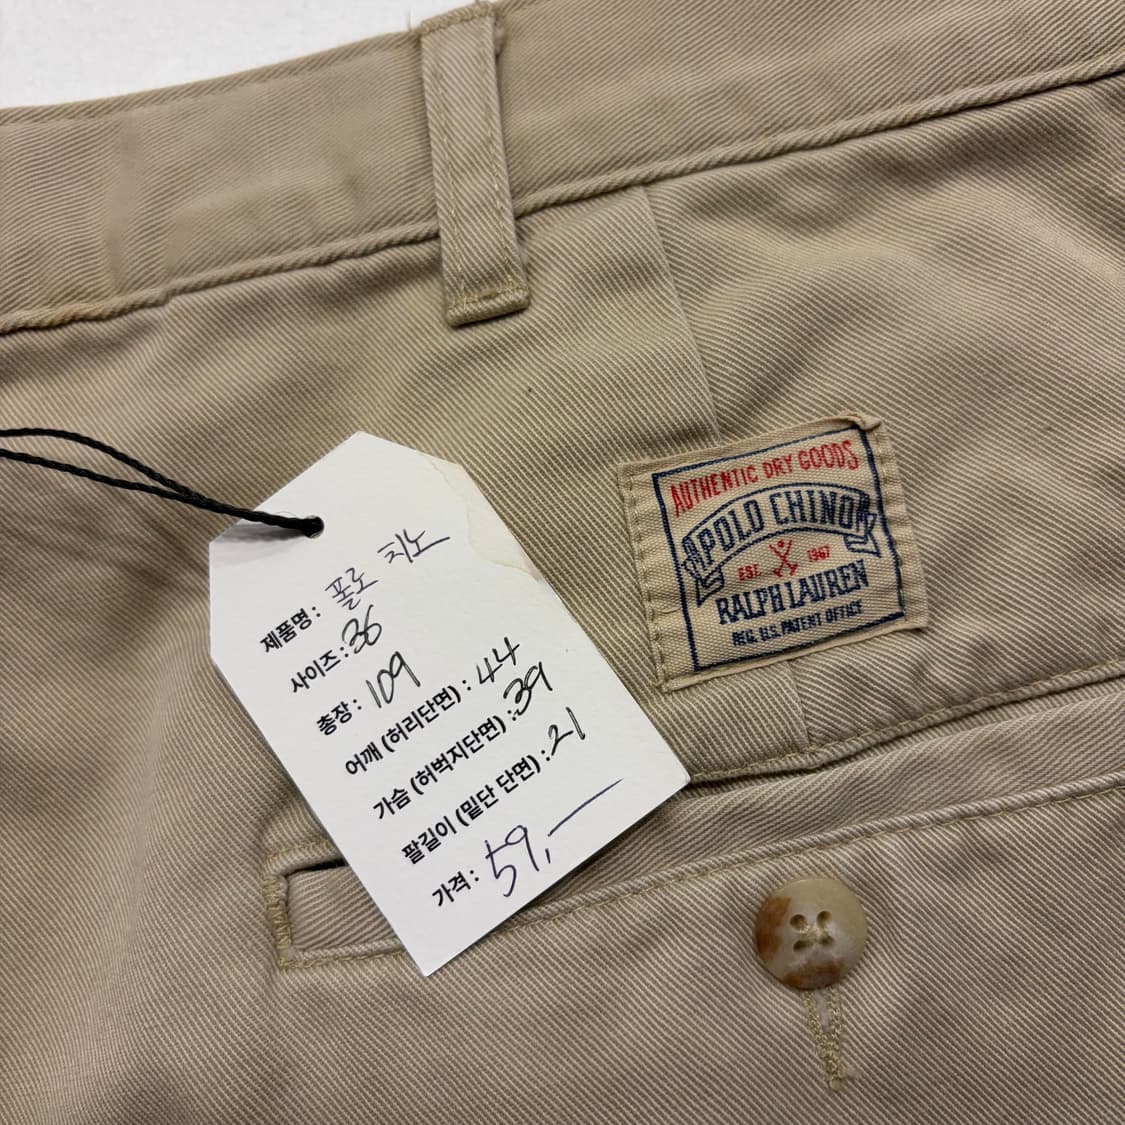 제품명 : 폴로 치노
사이즈 : 36
총장 : 109
어깨 (허리단면) : 44
가슴 (허벅지단면) : 39
팔길이 (밑단 단면) : 21
가격 : 59,—
AUTHENTIC DRY GOODS
POLO CHINO
EST. 1967
RALPH LAUREN
REG. U.S. PATENT OFFICE